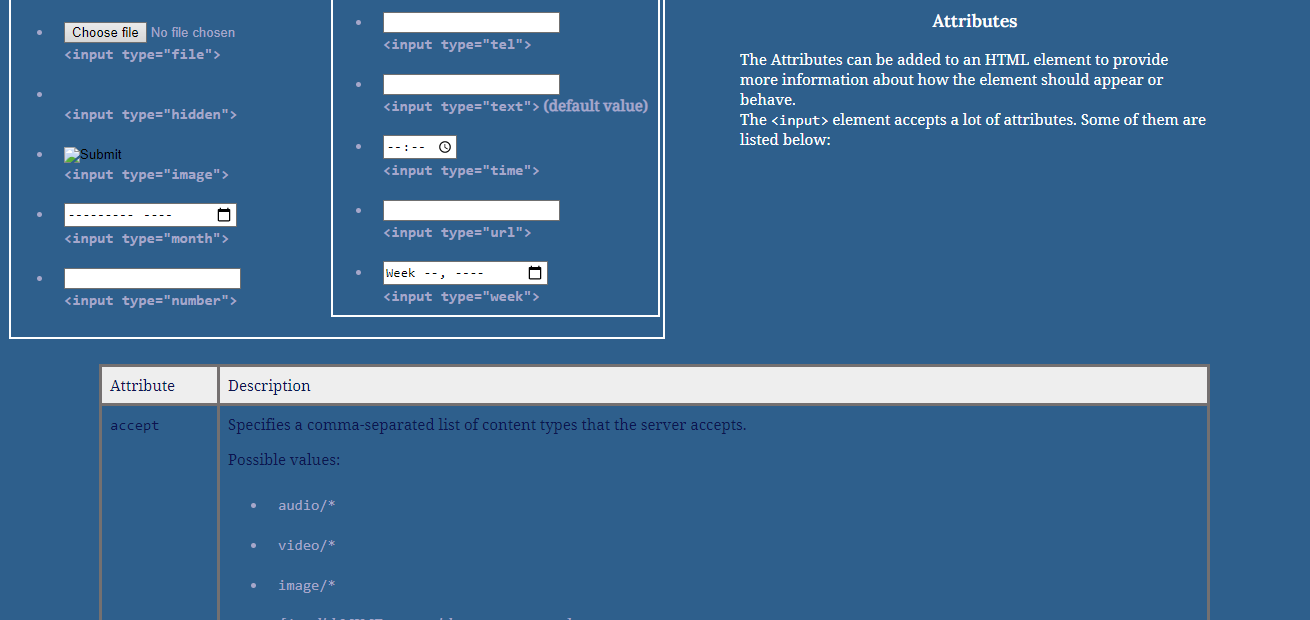 Choose file No file chosen
<input type="file">
<input type="hidden">
Submit
<input type="image">
--------- ----
<input type="month">
<input type="number">
<input type="tel">
<input type="text"> (default value)
--:--
<input type="time">
<input type="url">
Week --, ----
<input type="week">
Attributes
The Attributes can be added to an HTML element to provide
more information about how the element should appear or
behave.
The <input> element accepts a lot of attributes. Some of them are
listed below:
Attribute Description
accept Specifies a comma-separated list of content types that the server accepts.
Possible values:
audio/*
video/*
image/*